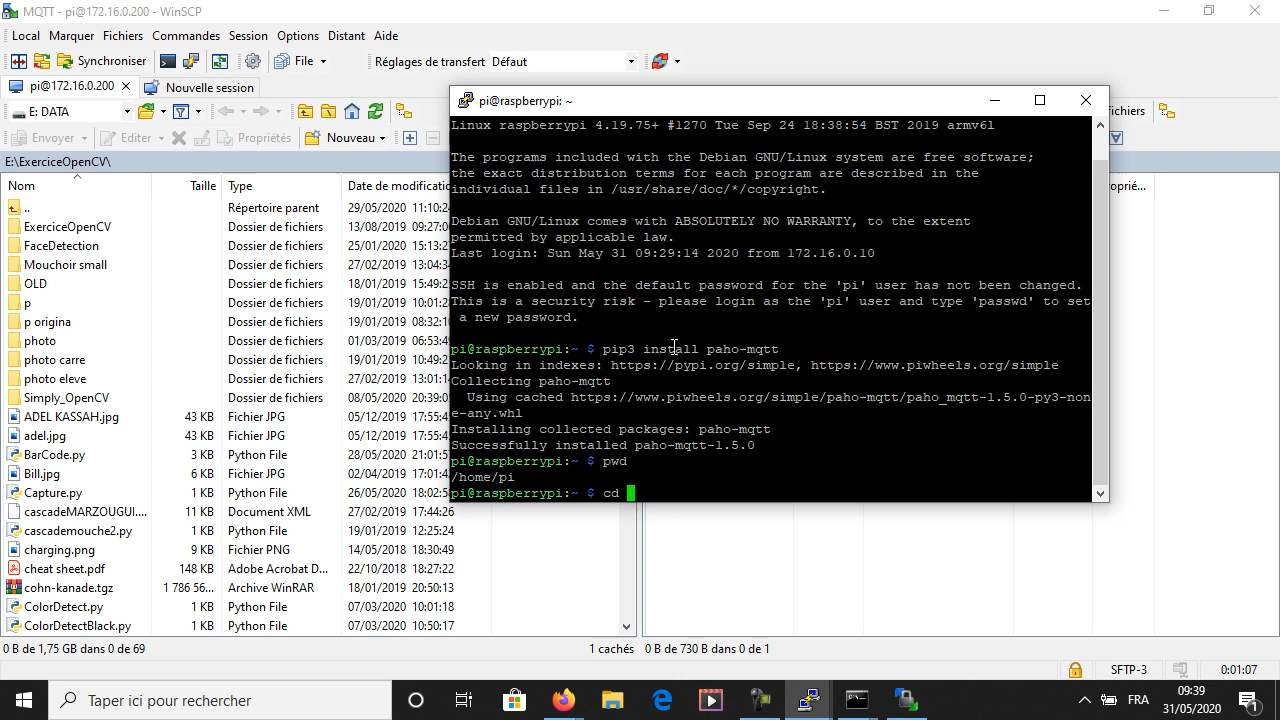 MQTT - pi@172.16.0.200 - WinSCP
Local Marquer Fichiers Commandes Session Options Distant Aide
Synchroniser File Réglages de transfert Défaut
pi@172.16.0.200 × Nouvelle session
E: DATA
Envoyer Editer Propriétés Nouveau
E:\ExerciceOpenCV\
Nom Taille Type Date de modificatio
.. Répertoire parent 29/05/2020 11:10:2
ExerciceOpenCV Dossier de fichiers 13/08/2019 09:27:0
FaceDetection Dossier de fichiers 25/01/2020 15:13:2
Mouchoir small Dossier de fichiers 27/02/2019 13:04:3
OLD Dossier de fichiers 18/01/2019 15:49:2
p Dossier de fichiers 19/01/2019 10:01:2
p origina Dossier de fichiers 19/01/2019 08:32:1
photo Dossier de fichiers 01/03/2019 06:53:4
photo carre Dossier de fichiers 19/01/2019 10:49:2
photo eleve Dossier de fichiers 27/02/2019 13:01:1
Simply_OpenCV Dossier de fichiers 08/05/2020 20:39:0
ADEL KASSAH.jpg 43 KB Fichier JPG 05/12/2019 17:55:4
adel.jpg 43 KB Fichier JPG 05/12/2019 17:55:4
BarCode.py 3 KB Python File 28/05/2020 21:01:5
Bill.jpg 43 KB Fichier JPG 02/04/2019 17:01:4
Capture.py 1 KB Python File 26/05/2020 18:02:5
cascadeMARZOUGUI.... 11 KB Document XML 27/02/2019 17:44:26
cascademouche2.py 1 KB Python File 19/01/2019 12:25:24
charging.png 9 KB Fichier PNG 14/05/2018 18:30:49
cheat sheet.pdf 148 KB Adobe Acrobat D... 22/10/2018 18:27:22
cohn-kanade.tgz 1 786 56... Archive WinRAR 18/01/2019 20:50:13
ColorDetect.py 1 KB Python File 07/03/2020 10:01:18
ColorDetectBlack.py 1 KB Python File 07/03/2020 10:50:17
0 B de 1,75 GB dans 0 de 69 1 cachés
pi@raspberrypi: ~
Linux raspberrypi 4.19.75+ #1270 Tue Sep 24 18:38:54 BST 2019 armv6l
The programs included with the Debian GNU/Linux system are free software;
the exact distribution terms for each program are described in the
individual files in /usr/share/doc/*/copyright.
Debian GNU/Linux comes with ABSOLUTELY NO WARRANTY, to the extent
permitted by applicable law.
Last login: Sun May 31 09:29:14 2020 from 172.16.0.10
SSH is enabled and the default password for the 'pi' user has not been changed.
This is a security risk - please login as the 'pi' user and type 'passwd' to set
a new password.
pi@raspberrypi:~ $ pip3 install paho-mqtt
Looking in indexes: https://pypi.org/simple, https://www.piwheels.org/simple
Collecting paho-mqtt
Using cached https://www.piwheels.org/simple/paho-mqtt/paho_mqtt-1.5.0-py3-non
e-any.whl
Installing collected packages: paho-mqtt
Successfully installed paho-mqtt-1.5.0
pi@raspberrypi:~ $ pwd
/home/pi
pi@raspberrypi:~ $ cd
ichiers
proprié...
0 B de 730 B dans 0 de 1
SFTP-3 0:01:07
Taper ici pour rechercher
FRA
09:39
31/05/2020
1